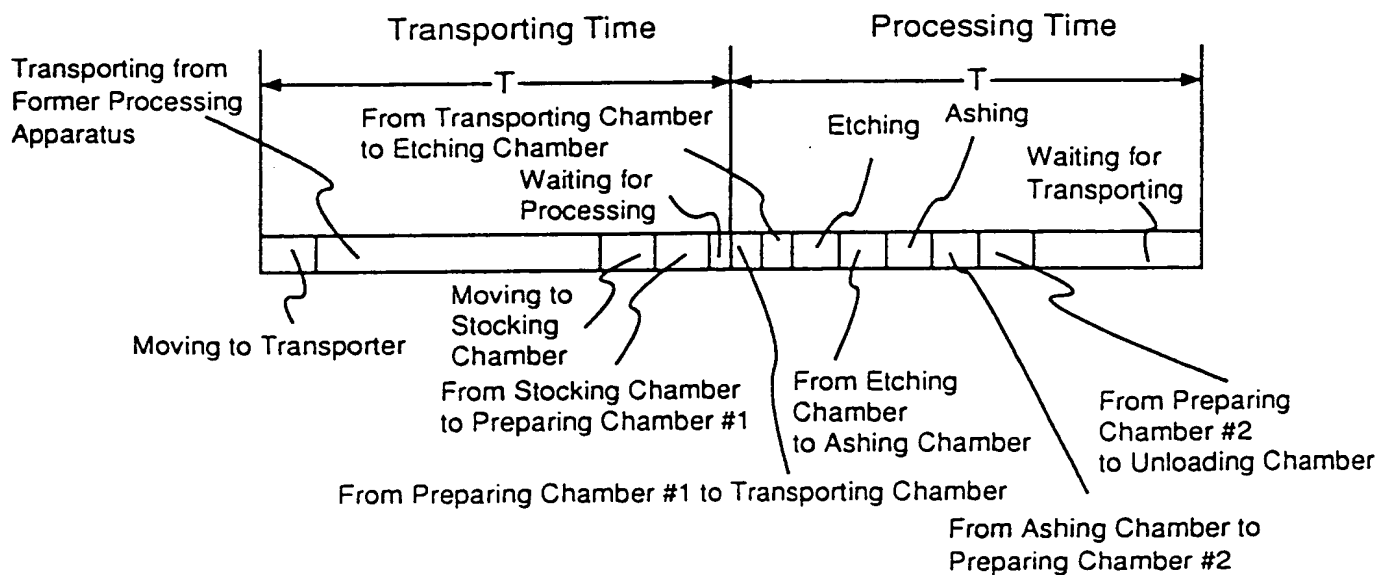 Transporting Time
Processing Time
Transporting from
Former Processing
Apparatus
T
T
From Transporting Chamber
to Etching Chamber
Etching
Ashing
Waiting for
Processing
Waiting for
Transporting
Moving to Transporter
Moving to
Stocking
Chamber
From Stocking Chamber
to Preparing Chamber #1
From Etching
Chamber
to Ashing Chamber
From Preparing
Chamber #2
to Unloading Chamber
From Preparing Chamber #1 to Transporting Chamber
From Ashing Chamber to
Preparing Chamber #2